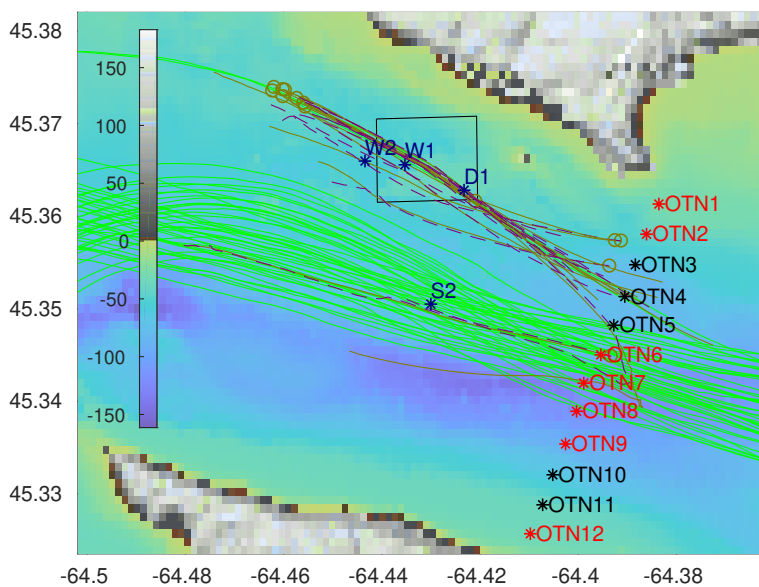 45.38
45.37
45.36
45.35
45.34
45.33
150
100
50
0
-50
-100
-150
W2
W1
D1
S2
OTN1
OTN2
OTN3
OTN4
OTN5
OTN6
OTN7
OTN8
OTN9
OTN10
OTN11
OTN12
-64.5
-64.48
-64.46
-64.44
-64.42
-64.4
-64.38